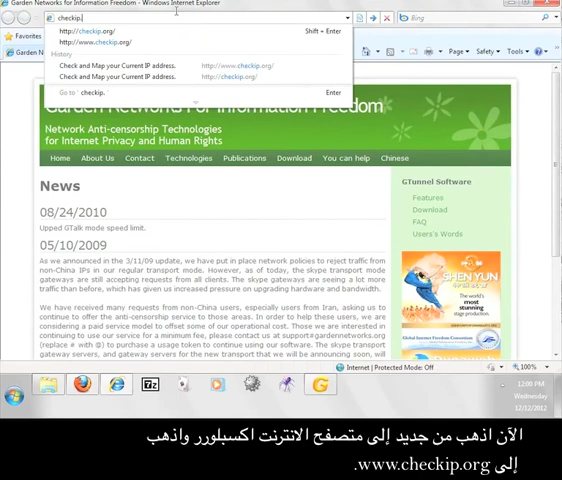 Garden Networks for Information Freedom - Windows Internet Explorer
checkip.
Bing
http://checkip.org/
Shift + Enter
http://www.checkip.org/
History
Check and Map your Current IP address.
http://www.checkip.org/
Check and Map your Current IP address.
http://checkip.org/
Go to ' checkip. '
Enter
Favorites
Garden Net
Page
Safety
Tools
Garden Networks For Information Freedom
Network Anti-censorship Technologies
for Internet Privacy and Human Rights
Home
About Us
Contact
Technologies
Publications
Download
You can help
Chinese
News
08/24/2010
Upped GTalk mode speed limit.
05/10/2009
As we announced in the 3/11/09 update, we have put in place network policies to reject traffic from
non-China IPs in our regular transport mode. However, as of today, the skype transport mode
gateways are still accepting requests from all clients. The skype gateways are seeing a lot more
traffic than before, which has given us increased pressure on upgrading hardware and bandwidth.
We have received many requests from non-China users, especially users from Iran, asking us to
continue to offer the anti-censorship service to those areas. In order to help these users, we are
considering a paid service model to offset some of our operational cost. Those who are interested in
continuing to use our service for a minimum fee, please contact us at support#gardennetworks.org
(replace # with @) to purchase a usage token to continue using our software. The skype transport
gateway servers, and gateway servers for the new transport that we will be announcing soon, will
GTunnel Software
Features
Download
FAQ
Users's Words
SHEN YUN
The world's
most
stunning
stage production
Global Internet Freedom Consortium
Internet | Protected Mode: Off
100%
12:00 PM
Wednesday
12/12/2012
الآن اذهب من جديد إلى متصفح الانترنت اكسبلورر واذهب
إلى www.checkip.org.